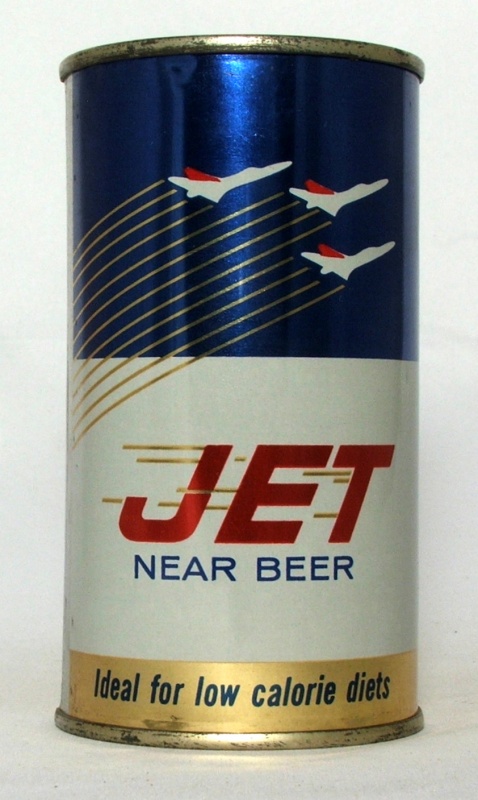 JET
NEAR BEER
Ideal for low calorie diets